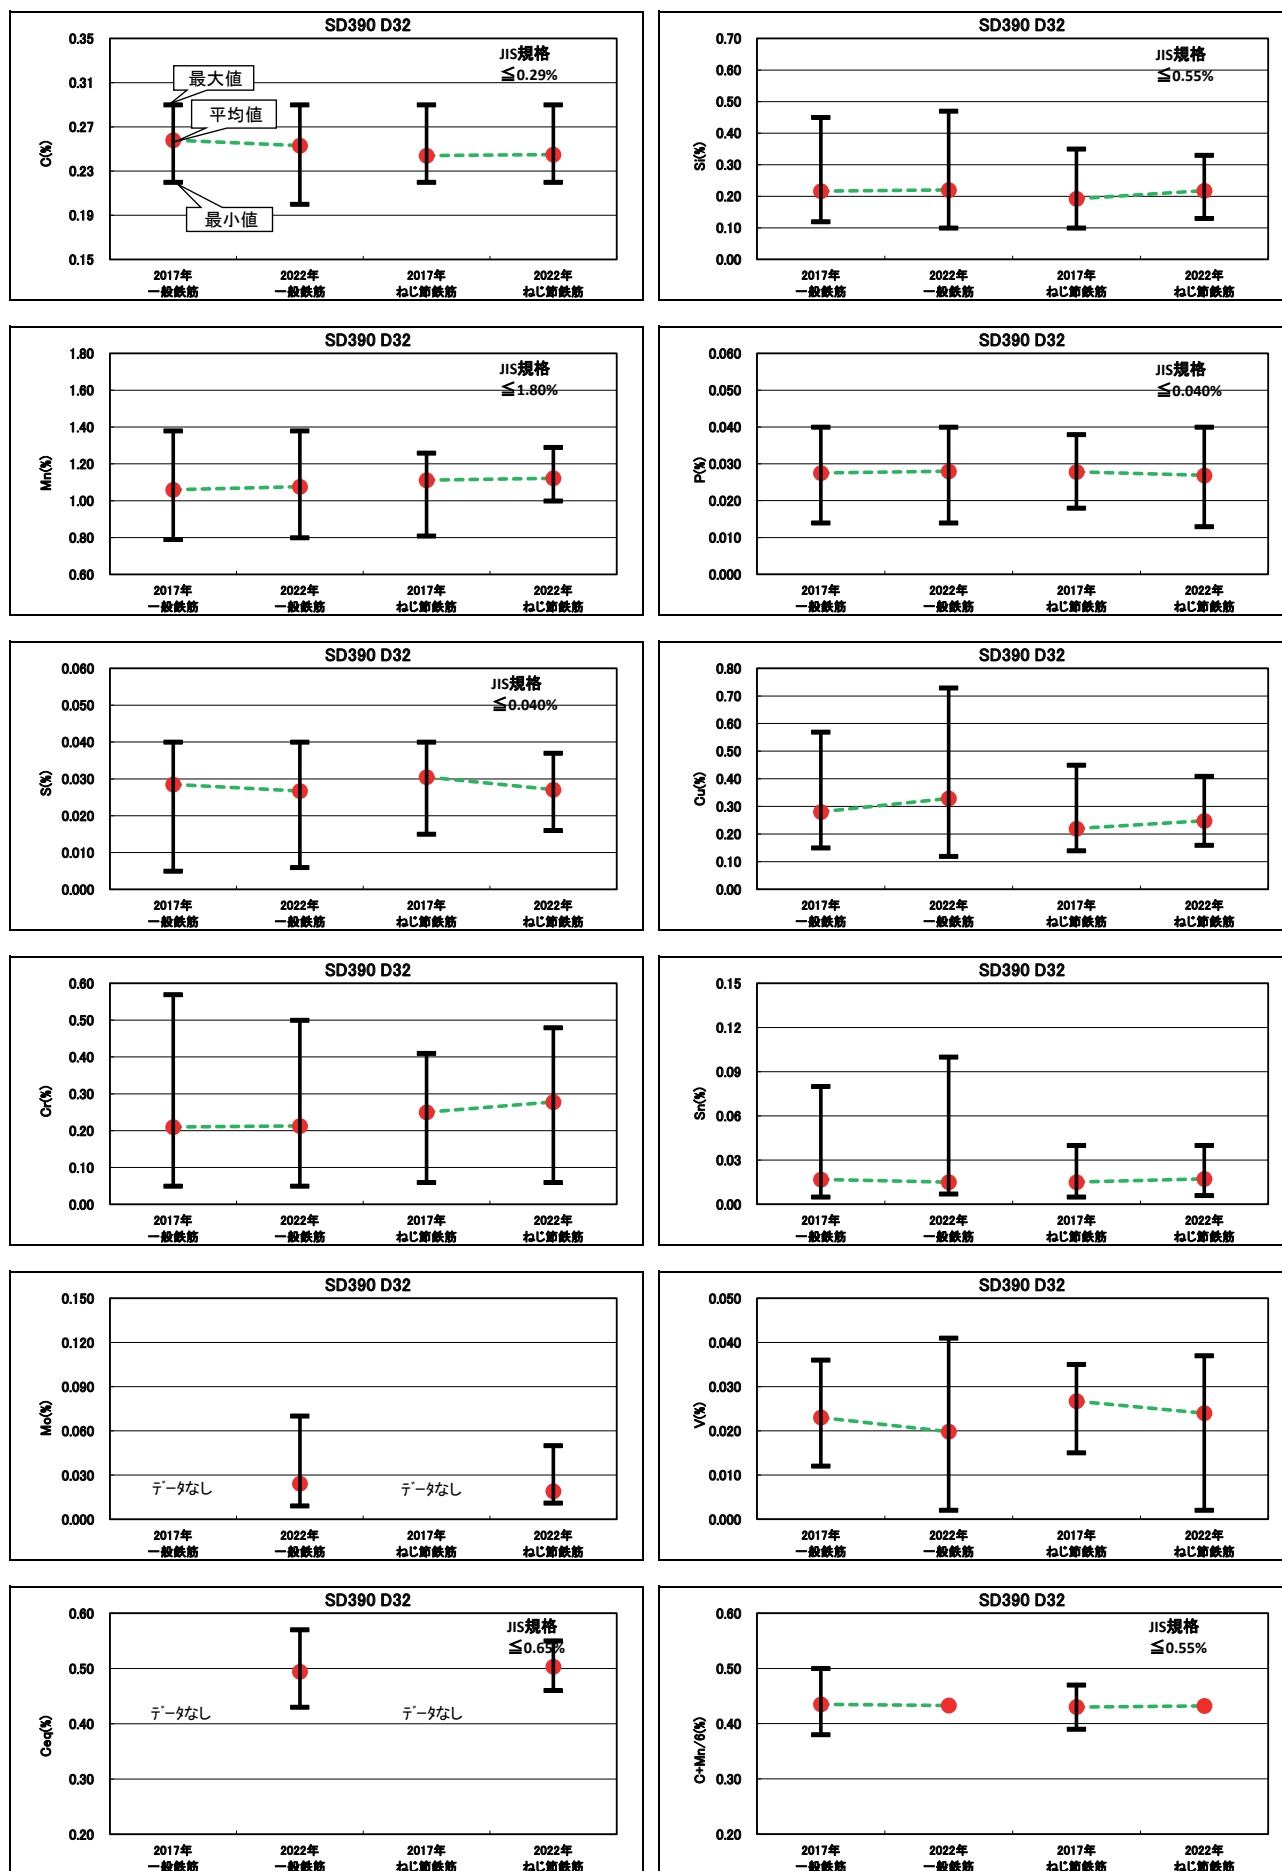 SD390 D32
JIS規格
≦0.29%
0.35
0.31
0.27
0.23
0.19
0.15
C(%)
最大値
平均値
最小値
2017年 2022年 2017年 2022年
一般鉄筋 一般鉄筋 ねじ節鉄筋 ねじ節鉄筋
SD390 D32
JIS規格
≦0.55%
0.70
0.60
0.50
0.40
0.30
0.20
0.10
0.00
Si(%)
2017年 2022年 2017年 2022年
一般鉄筋 一般鉄筋 ねじ節鉄筋 ねじ節鉄筋
SD390 D32
JIS規格
≦1.80%
1.80
1.60
1.40
1.20
1.00
0.80
0.60
Mn(%)
2017年 2022年 2017年 2022年
一般鉄筋 一般鉄筋 ねじ節鉄筋 ねじ節鉄筋
SD390 D32
JIS規格
≦0.040%
0.060
0.050
0.040
0.030
0.020
0.010
0.000
P(%)
2017年 2022年 2017年 2022年
一般鉄筋 一般鉄筋 ねじ節鉄筋 ねじ節鉄筋
SD390 D32
JIS規格
≦0.040%
0.060
0.050
0.040
0.030
0.020
0.010
0.000
S(%)
2017年 2022年 2017年 2022年
一般鉄筋 一般鉄筋 ねじ節鉄筋 ねじ節鉄筋
SD390 D32
0.80
0.70
0.60
0.50
0.40
0.30
0.20
0.10
0.00
Cu(%)
2017年 2022年 2017年 2022年
一般鉄筋 一般鉄筋 ねじ節鉄筋 ねじ節鉄筋
SD390 D32
0.60
0.50
0.40
0.30
0.20
0.10
0.00
Cr(%)
2017年 2022年 2017年 2022年
一般鉄筋 一般鉄筋 ねじ節鉄筋 ねじ節鉄筋
SD390 D32
0.15
0.12
0.09
0.06
0.03
0.00
Sn(%)
2017年 2022年 2017年 2022年
一般鉄筋 一般鉄筋 ねじ節鉄筋 ねじ節鉄筋
SD390 D32
0.150
0.120
0.090
0.060
0.030
0.000
Mo(%)
データなし データなし
2017年 2022年 2017年 2022年
一般鉄筋 一般鉄筋 ねじ節鉄筋 ねじ節鉄筋
SD390 D32
0.050
0.040
0.030
0.020
0.010
0.000
V(%)
2017年 2022年 2017年 2022年
一般鉄筋 一般鉄筋 ねじ節鉄筋 ねじ節鉄筋
SD390 D32
JIS規格
≦0.65%
0.60
0.50
0.40
0.30
0.20
Ceq(%)
データなし データなし
2017年 2022年 2017年 2022年
一般鉄筋 一般鉄筋 ねじ節鉄筋 ねじ節鉄筋
SD390 D32
JIS規格
≦0.55%
0.60
0.50
0.40
0.30
0.20
C+Mn/6(%)
2017年 2022年 2017年 2022年
一般鉄筋 一般鉄筋 ねじ節鉄筋 ねじ節鉄筋